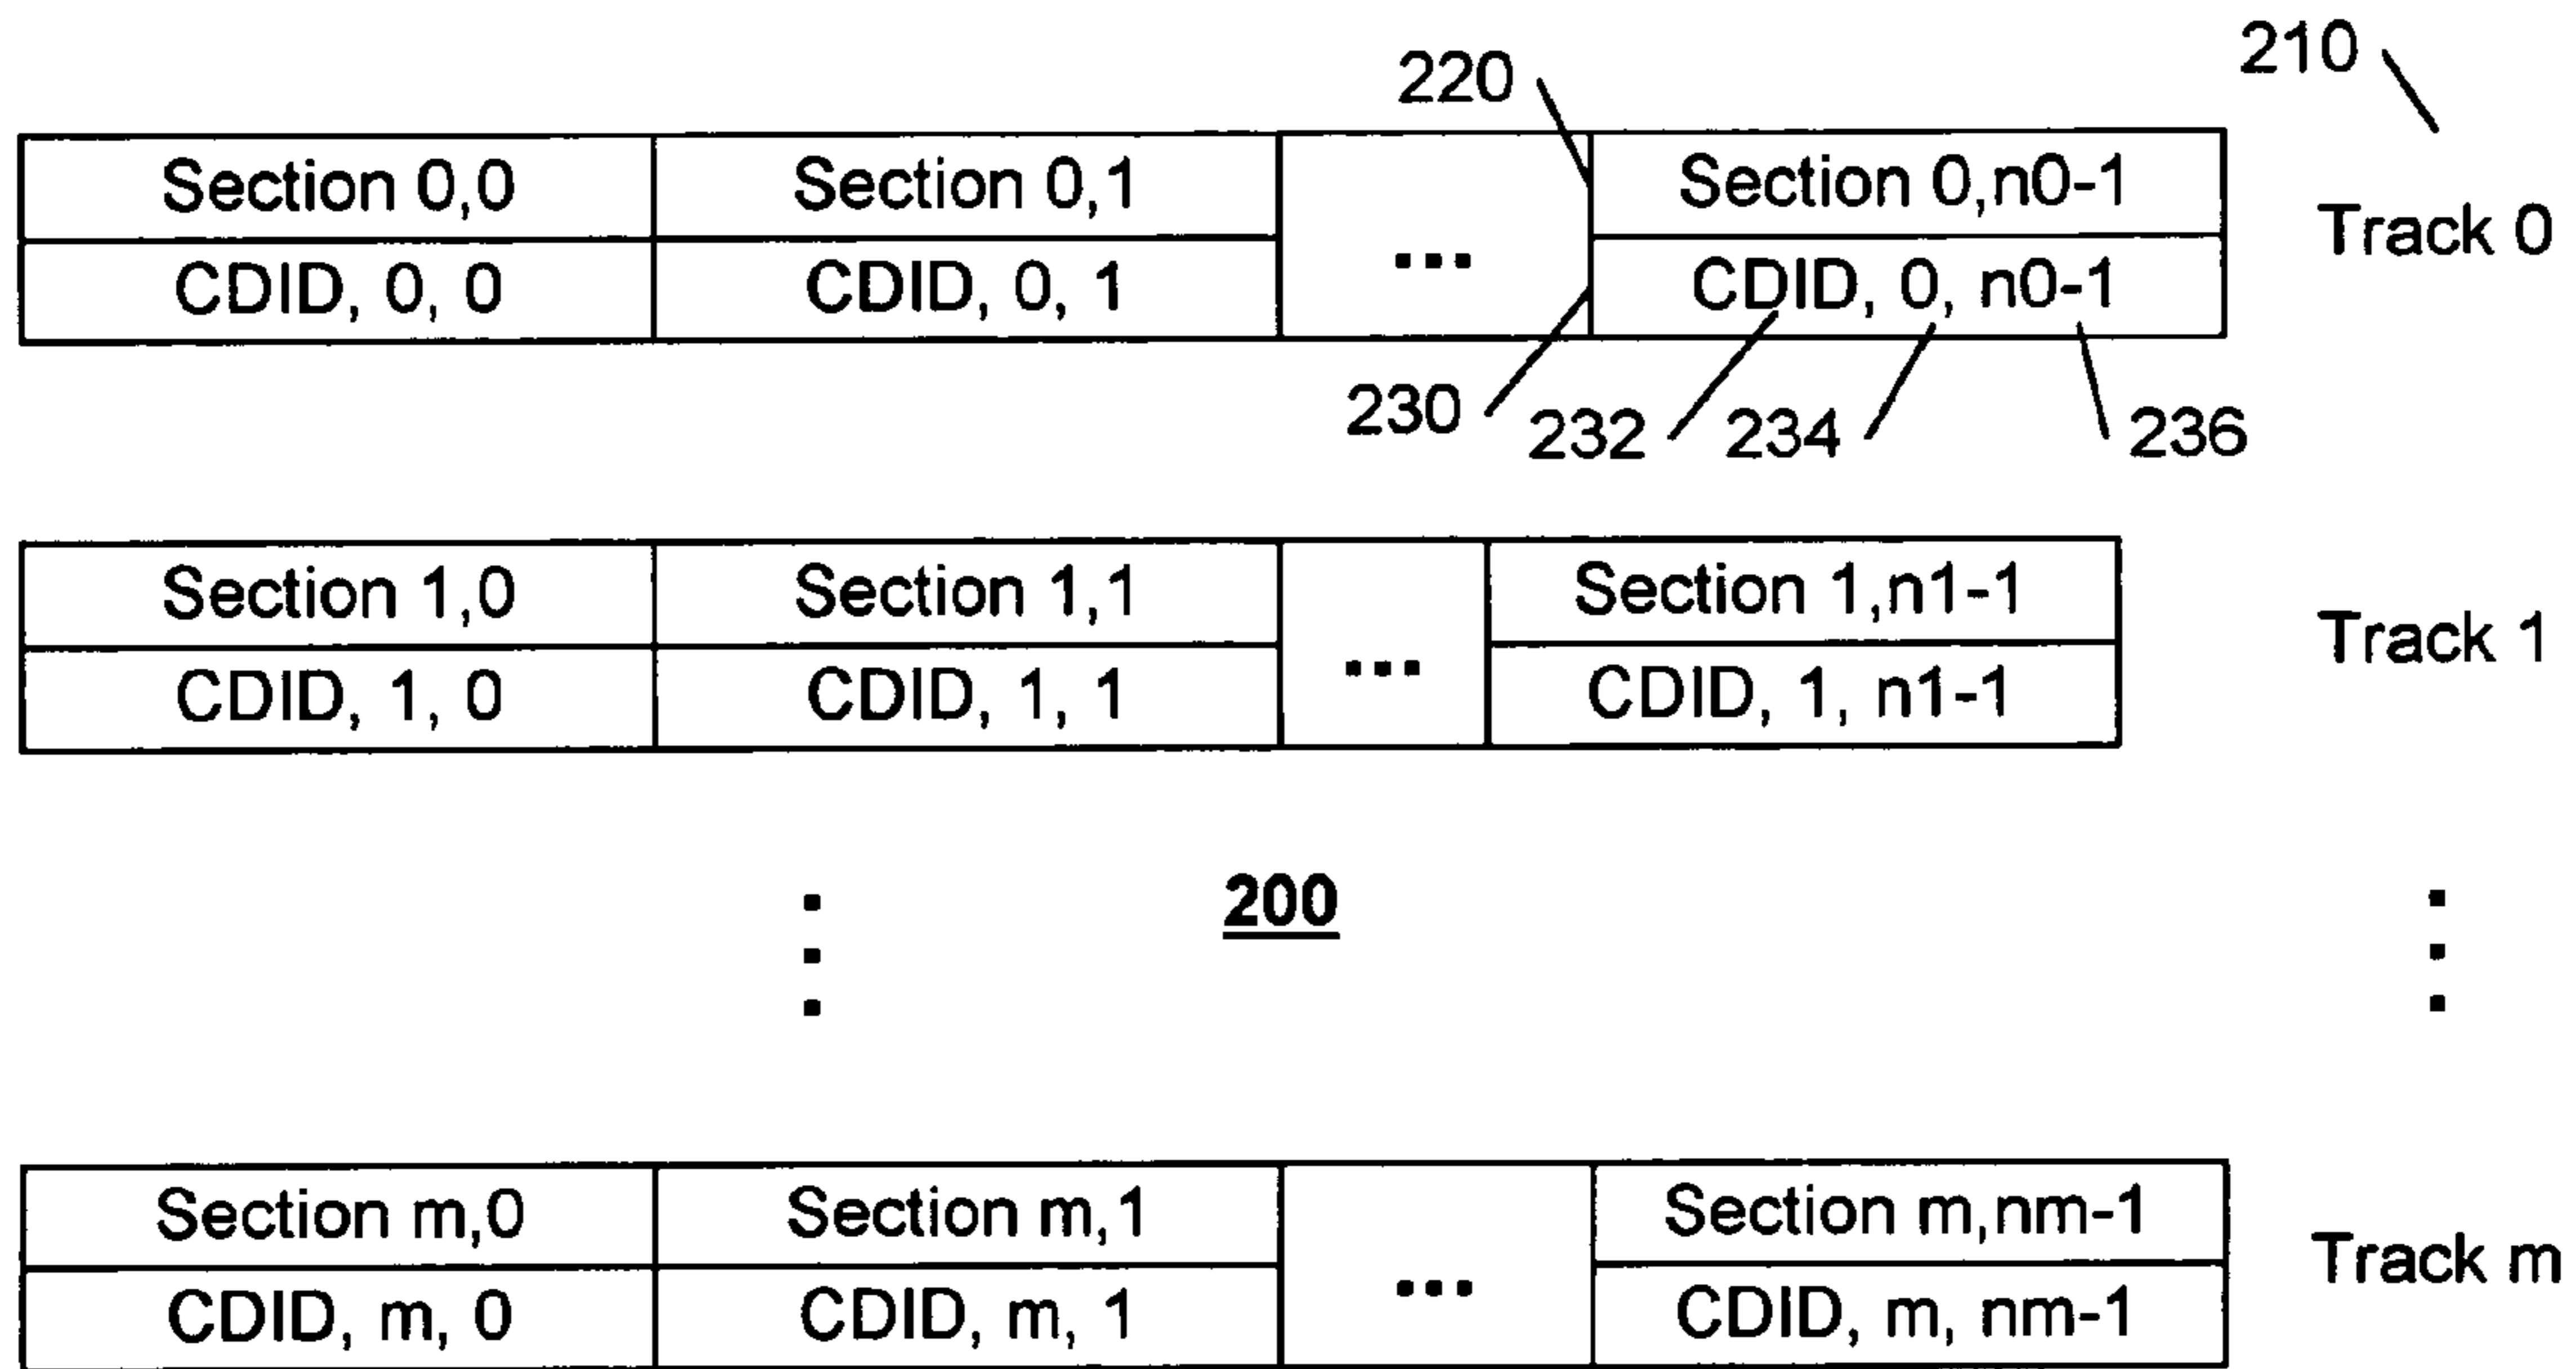 210
220
Section 0,0 Section 0,1 Section 0,n0-1
Track 0
...
CDID, 0, 0 CDID, 0, 1 CDID, 0, n0-1
230 232 234 236
Section 1,0 Section 1,1 Section 1,n1-1
Track 1
...
CDID, 1, 0 CDID, 1, 1 CDID, 1, n1-1
200
Section m,0 Section m,1 Section m,nm-1
Track m
...
CDID, m, 0 CDID, m, 1 CDID, m, nm-1